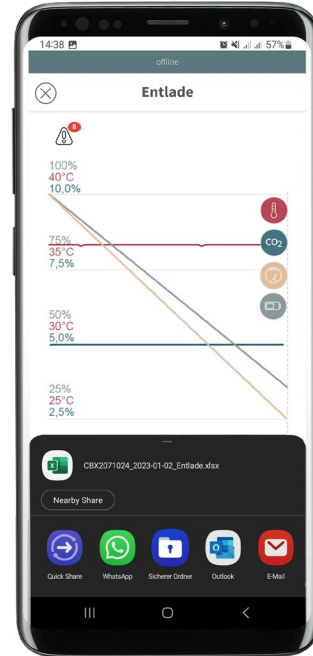 14:38 57%
offline
Entlade
8
100%
40°C
10,0%
75%
35°C
7,5%
CO2
50%
30°C
5,0%
25%
25°C
2,5%
CBX2071024_2023-01-02_Entlade.xlsx
Nearby Share
Quick Share WhatsApp Sicherer Ordner Outlook E-Mail